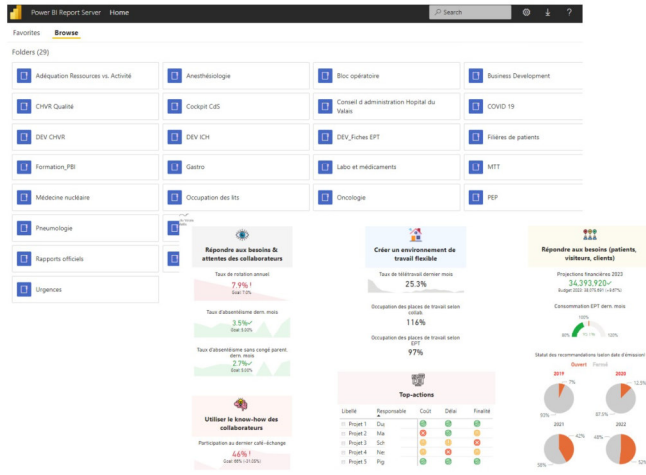 Power BI Report Server Home
Search
?
Favorites Browse
Folders (29)
Adéquation Ressources vs. Activité
Anesthésiologie
Bloc opératoire
Business Development
CHVR Qualité
Cockpit CdS
Conseil d administration Hopital du
Valais
COVID 19
DEV CHVR
DEV ICH
DEV_Fiches EPT
Filières de patients
Formation_PBI
Gastro
Labo et médicaments
MTT
Médecine nucléaire
Occupation des lits
Oncologie
PEP
Pneumologie
Rapports officiels
Urgences
Répondre aux besoins &
attentes des collaborateurs
Taux de rotation annuel
7.9% !
Goal: 7.0%
Taux d'absentéisme dern. mois
3.5%✓
Taux d'absentéisme sans congé parent.
dern. mois
2.7%✓
Utiliser le know-how des
collaborateurs
Participation au dernier café-échange
46% !
Créer un environnement de
travail flexible
Taux de télétravail dernier mois
25.3%
Occupation des places de travail selon
collab.
116%
Occupation des places de travail selon
EPT
97%
Top-actions
Libellé Responsable Coût Délai Finalité
Projet 1 Duj
Projet 2 Ma
Projet 3 Sch
Projet 4 Nei
Projet 5 Pig
Répondre aux besoins (patients,
visiteurs, clients)
Projections financières 2023
34,393,920✓
Consommation EPT dern. mois
100%
Statut des recommandations (selon date d'émission)
Ouvert Fermé
2019
7%
93%
2020
12.5%
87.5%
2021
42%
58%
2022
48%
52%